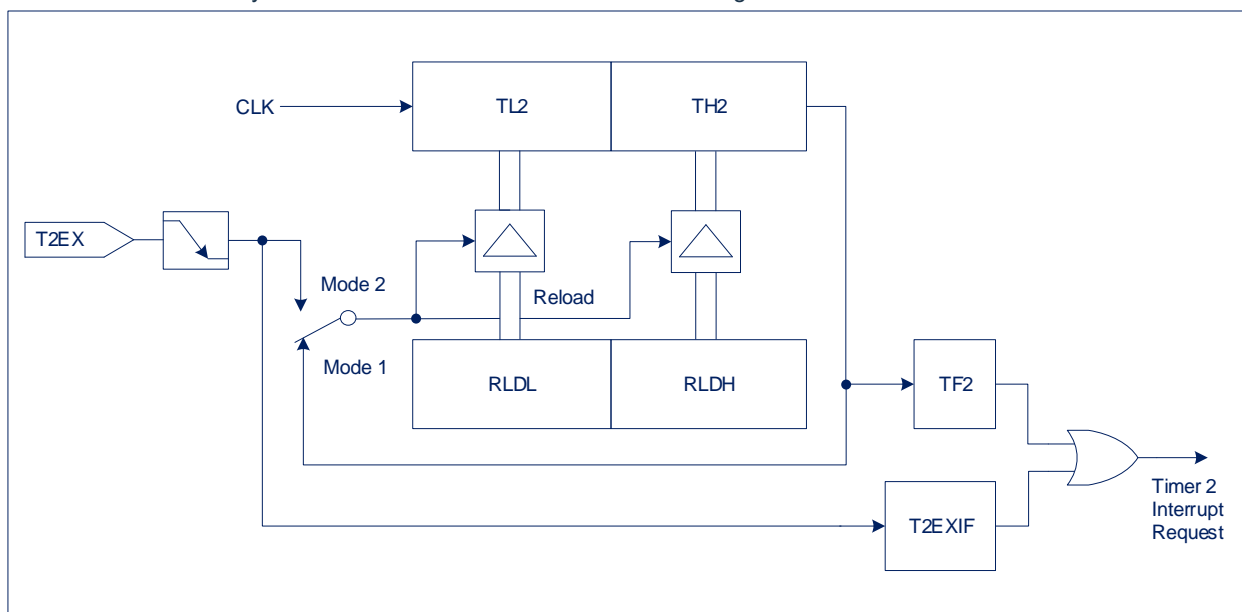 CLK
TL2
TH2
T2EX
Mode 2
Reload
Mode 1
RLDL
RLDH
TF2
T2EXIF
Timer 2
Interrupt
Request